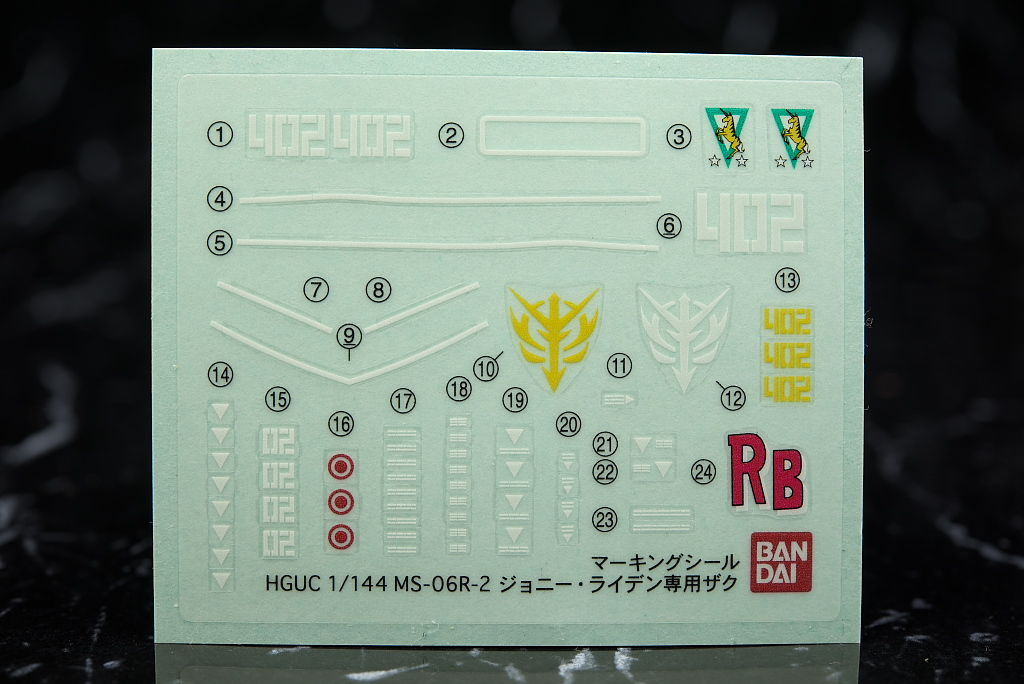 ① 402 402 ② ③
④
⑤ ⑥ 402
⑦ ⑧ ⑨ ⑩ ⑪ ⑫ ⑬
402
402
402
⑭ ⑮ ⑯ ⑰ ⑱ ⑲ ⑳
02
02
02
02
㉑
㉒
㉓
㉔ RB
マーキングシール
HGUC 1/144 MS-06R-2 ジョニー・ライデン専用ザク
BAN
DAI